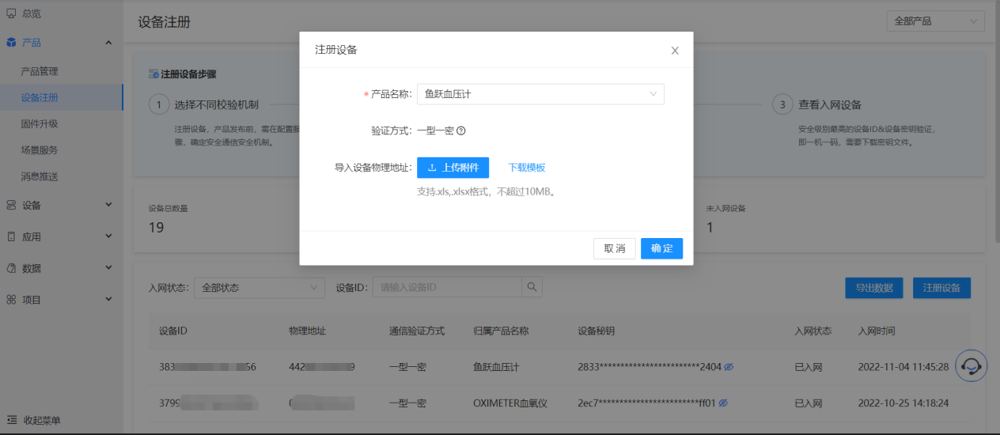 总览
产品
产品管理
设备注册
固件升级
场景服务
消息推送
设备
应用
数据
项目
收起菜单
设备注册
全部产品
注册设备步骤
1 选择不同校验机制
注册设备，产品发布前，需在配置服
骤，确定安全通信安全机制。
3 查看入网设备
安全级别最高的设备ID&设备密钥验证，
即一机一码，需要下载密钥文件。
设备总数量
19
未入网设备
1
注册设备
* 产品名称： 鱼跃血压计
验证方式： 一型一密
导入设备物理地址： 上传附件 下载模板
支持.xls,.xlsx格式，不超过10MB。
取 消 确 定
入网状态： 全部状态 设备ID： 请输入设备ID 导出数据 注册设备
设备ID 物理地址 通信验证方式 归属产品名称 设备秘钥 入网状态 入网时间
383 56 442 9 一型一密 鱼跃血压计 2833************************2404 已入网 2022-11-04 11:45:28
3799 一型一密 OXIMETER血氧仪 2ec7************************ff01 已入网 2022-10-25 14:18:24